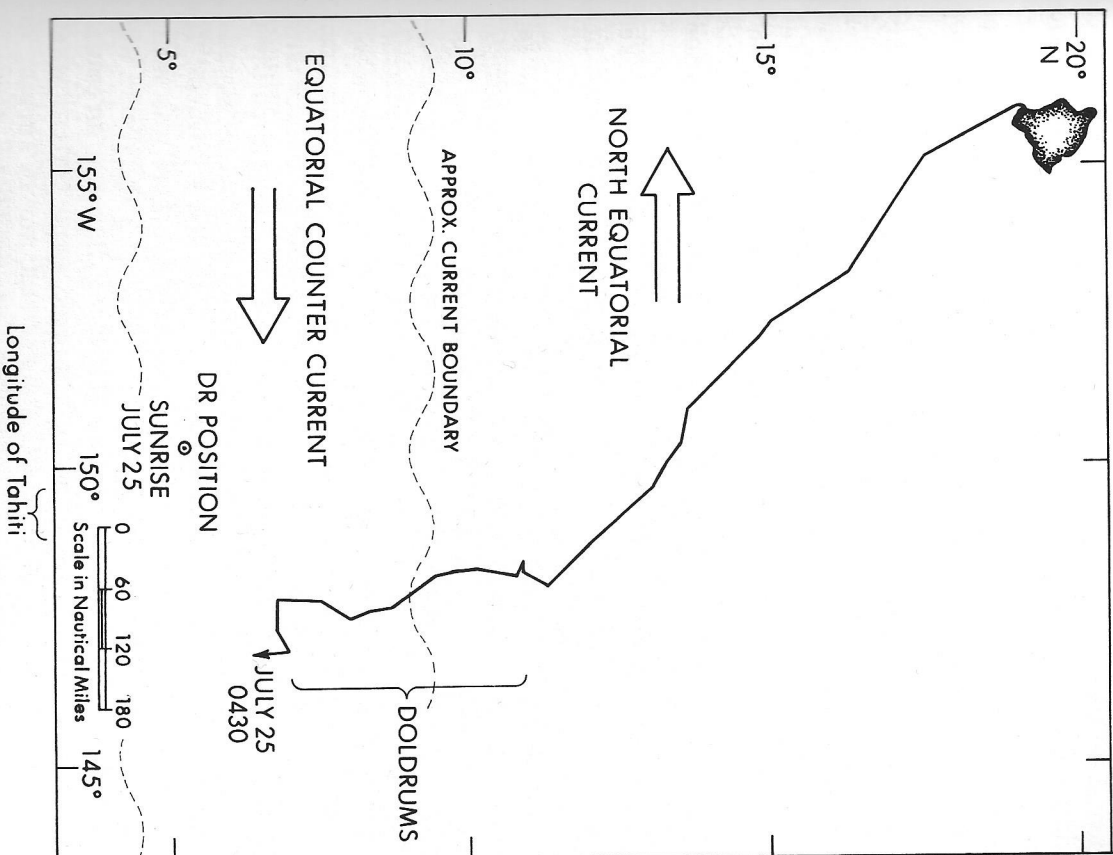 20°
N
15°
10°
5°
NORTH EQUATORIAL
CURRENT
APPROX. CURRENT BOUNDARY
EQUATORIAL COUNTER CURRENT
DOLDRUMS
JULY 25
0430
DR POSITION
SUNRISE
JULY 25
155° W
150°
145°
0 60 120 180
Scale in Nautical Miles
Longitude of Tahiti